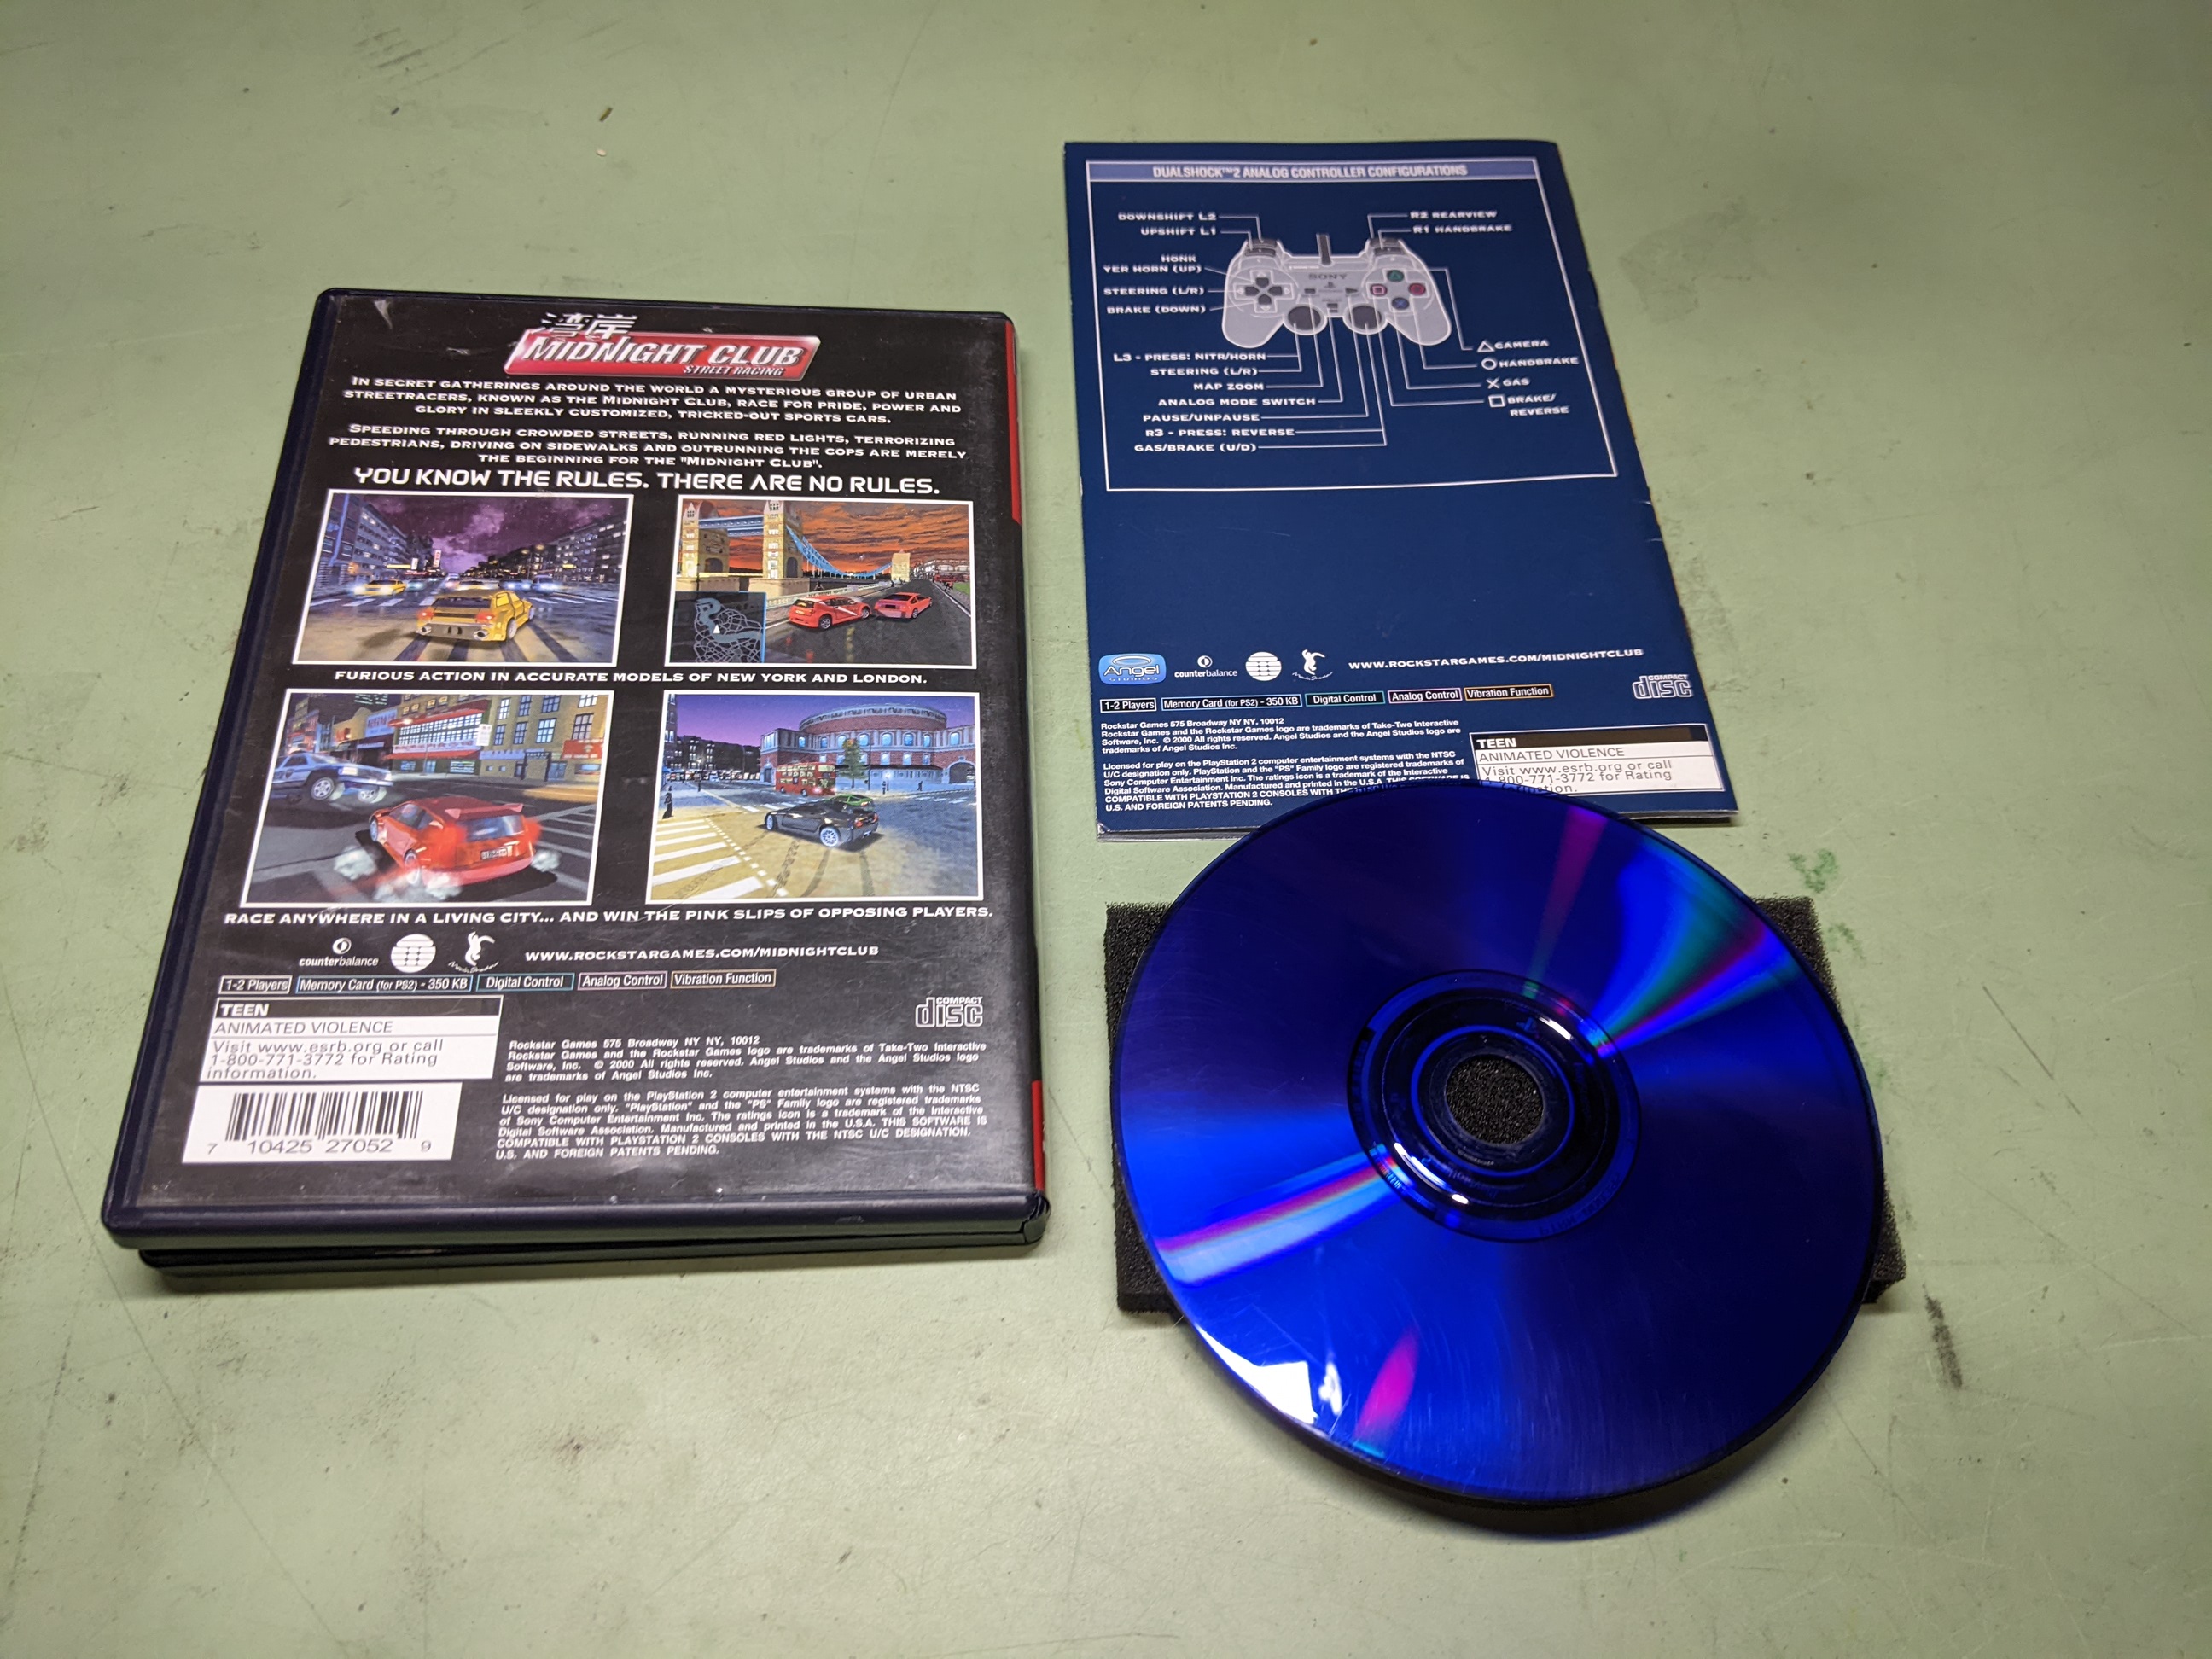 湾岸
MIDNIGHT CLUB
STREET RACING
IN SECRET GATHERINGS AROUND THE WORLD A MYSTERIOUS GROUP OF URBAN
STREETRACERS, KNOWN AS THE MIDNIGHT CLUB, RACE FOR PRIDE, POWER AND
GLORY IN SLEEKLY CUSTOMIZED, TRICKED-OUT SPORTS CARS.
SPEEDING THROUGH CROWDED STREETS, RUNNING RED LIGHTS, TERRORIZING
PEDESTRIANS, DRIVING ON SIDEWALKS AND OUTRUNNING THE COPS ARE MERELY
THE BEGINNING FOR THE "MIDNIGHT CLUB".
YOU KNOW THE RULES. THERE ARE NO RULES.
FURIOUS ACTION IN ACCURATE MODELS OF NEW YORK AND LONDON.
RACE ANYWHERE IN A LIVING CITY... AND WIN THE PINK SLIPS OF OPPOSING PLAYERS.
counterbalance
WWW.ROCKSTARGAMES.COM/MIDNIGHTCLUB
1-2 Players Memory Card (for PS2) - 350 KB Digital Control Analog Control Vibration Function
TEEN
ANIMATED VIOLENCE
Visit www.esrb.org or call
1-800-771-3772 for Rating
information.
COMPACT
disc
Rockstar Games 575 Broadway NY NY, 10012
Rockstar Games and the Rockstar Games logo are trademarks of Take-Two Interactive
Software, Inc. © 2000 All rights reserved. Angel Studios and the Angel Studios logo
are trademarks of Angel Studios Inc.
Licensed for play on the PlayStation 2 computer entertainment systems with the NTSC
U/C designation only. "PlayStation" and the "PS" Family logo are registered trademarks
of Sony Computer Entertainment Inc. The ratings icon is a trademark of the Interactive
Digital Software Association. Manufactured and printed in the U.S.A. THIS SOFTWARE IS
COMPATIBLE WITH PLAYSTATION 2 CONSOLES WITH THE NTSC U/C DESIGNATION.
U.S. AND FOREIGN PATENTS PENDING.
7 10425 27052 9
DUALSHOCK™2 ANALOG CONTROLLER CONFIGURATIONS
DOWNSHIFT L2
UPSHIFT L1
HONK
YER HORN (UP)
STEERING (L/R)
BRAKE (DOWN)
L3 - PRESS: NITR/HORN
STEERING (L/R)
MAP ZOOM
ANALOG MODE SWITCH
PAUSE/UNPAUSE
R3 - PRESS: REVERSE
GAS/BRAKE (U/D)
SONY
R2 REARVIEW
R1 HANDBRAKE
△CAMERA
○HANDBRAKE
✕ GAS
□BRAKE/
REVERSE
Angel
STUDIOS
counterbalance
WWW.ROCKSTARGAMES.COM/MIDNIGHTCLUB
COMPACT
disc
1-2 Players Memory Card (for PS2) - 350 KB Digital Control Analog Control Vibration Function
Rockstar Games 575 Broadway NY NY, 10012
Rockstar Games and the Rockstar Games logo are trademarks of Take-Two Interactive
Software, Inc. © 2000 All rights reserved. Angel Studios and the Angel Studios logo are
trademarks of Angel Studios Inc.
Licensed for play on the PlayStation 2 computer entertainment systems with the NTSC
U/C designation only. PlayStation and the "PS" Family logo are registered trademarks of
Sony Computer Entertainment Inc. The ratings icon is a trademark of the Interactive
Digital Software Association. Manufactured and printed in the U.S.A. THIS SOFTWARE IS
COMPATIBLE WITH PLAYSTATION 2 CONSOLES WITH
U.S. AND FOREIGN PATENTS PENDING.
TEEN
ANIMATED VIOLENCE
Visit www.esrb.org or call
1-800-771-3772 for Rating